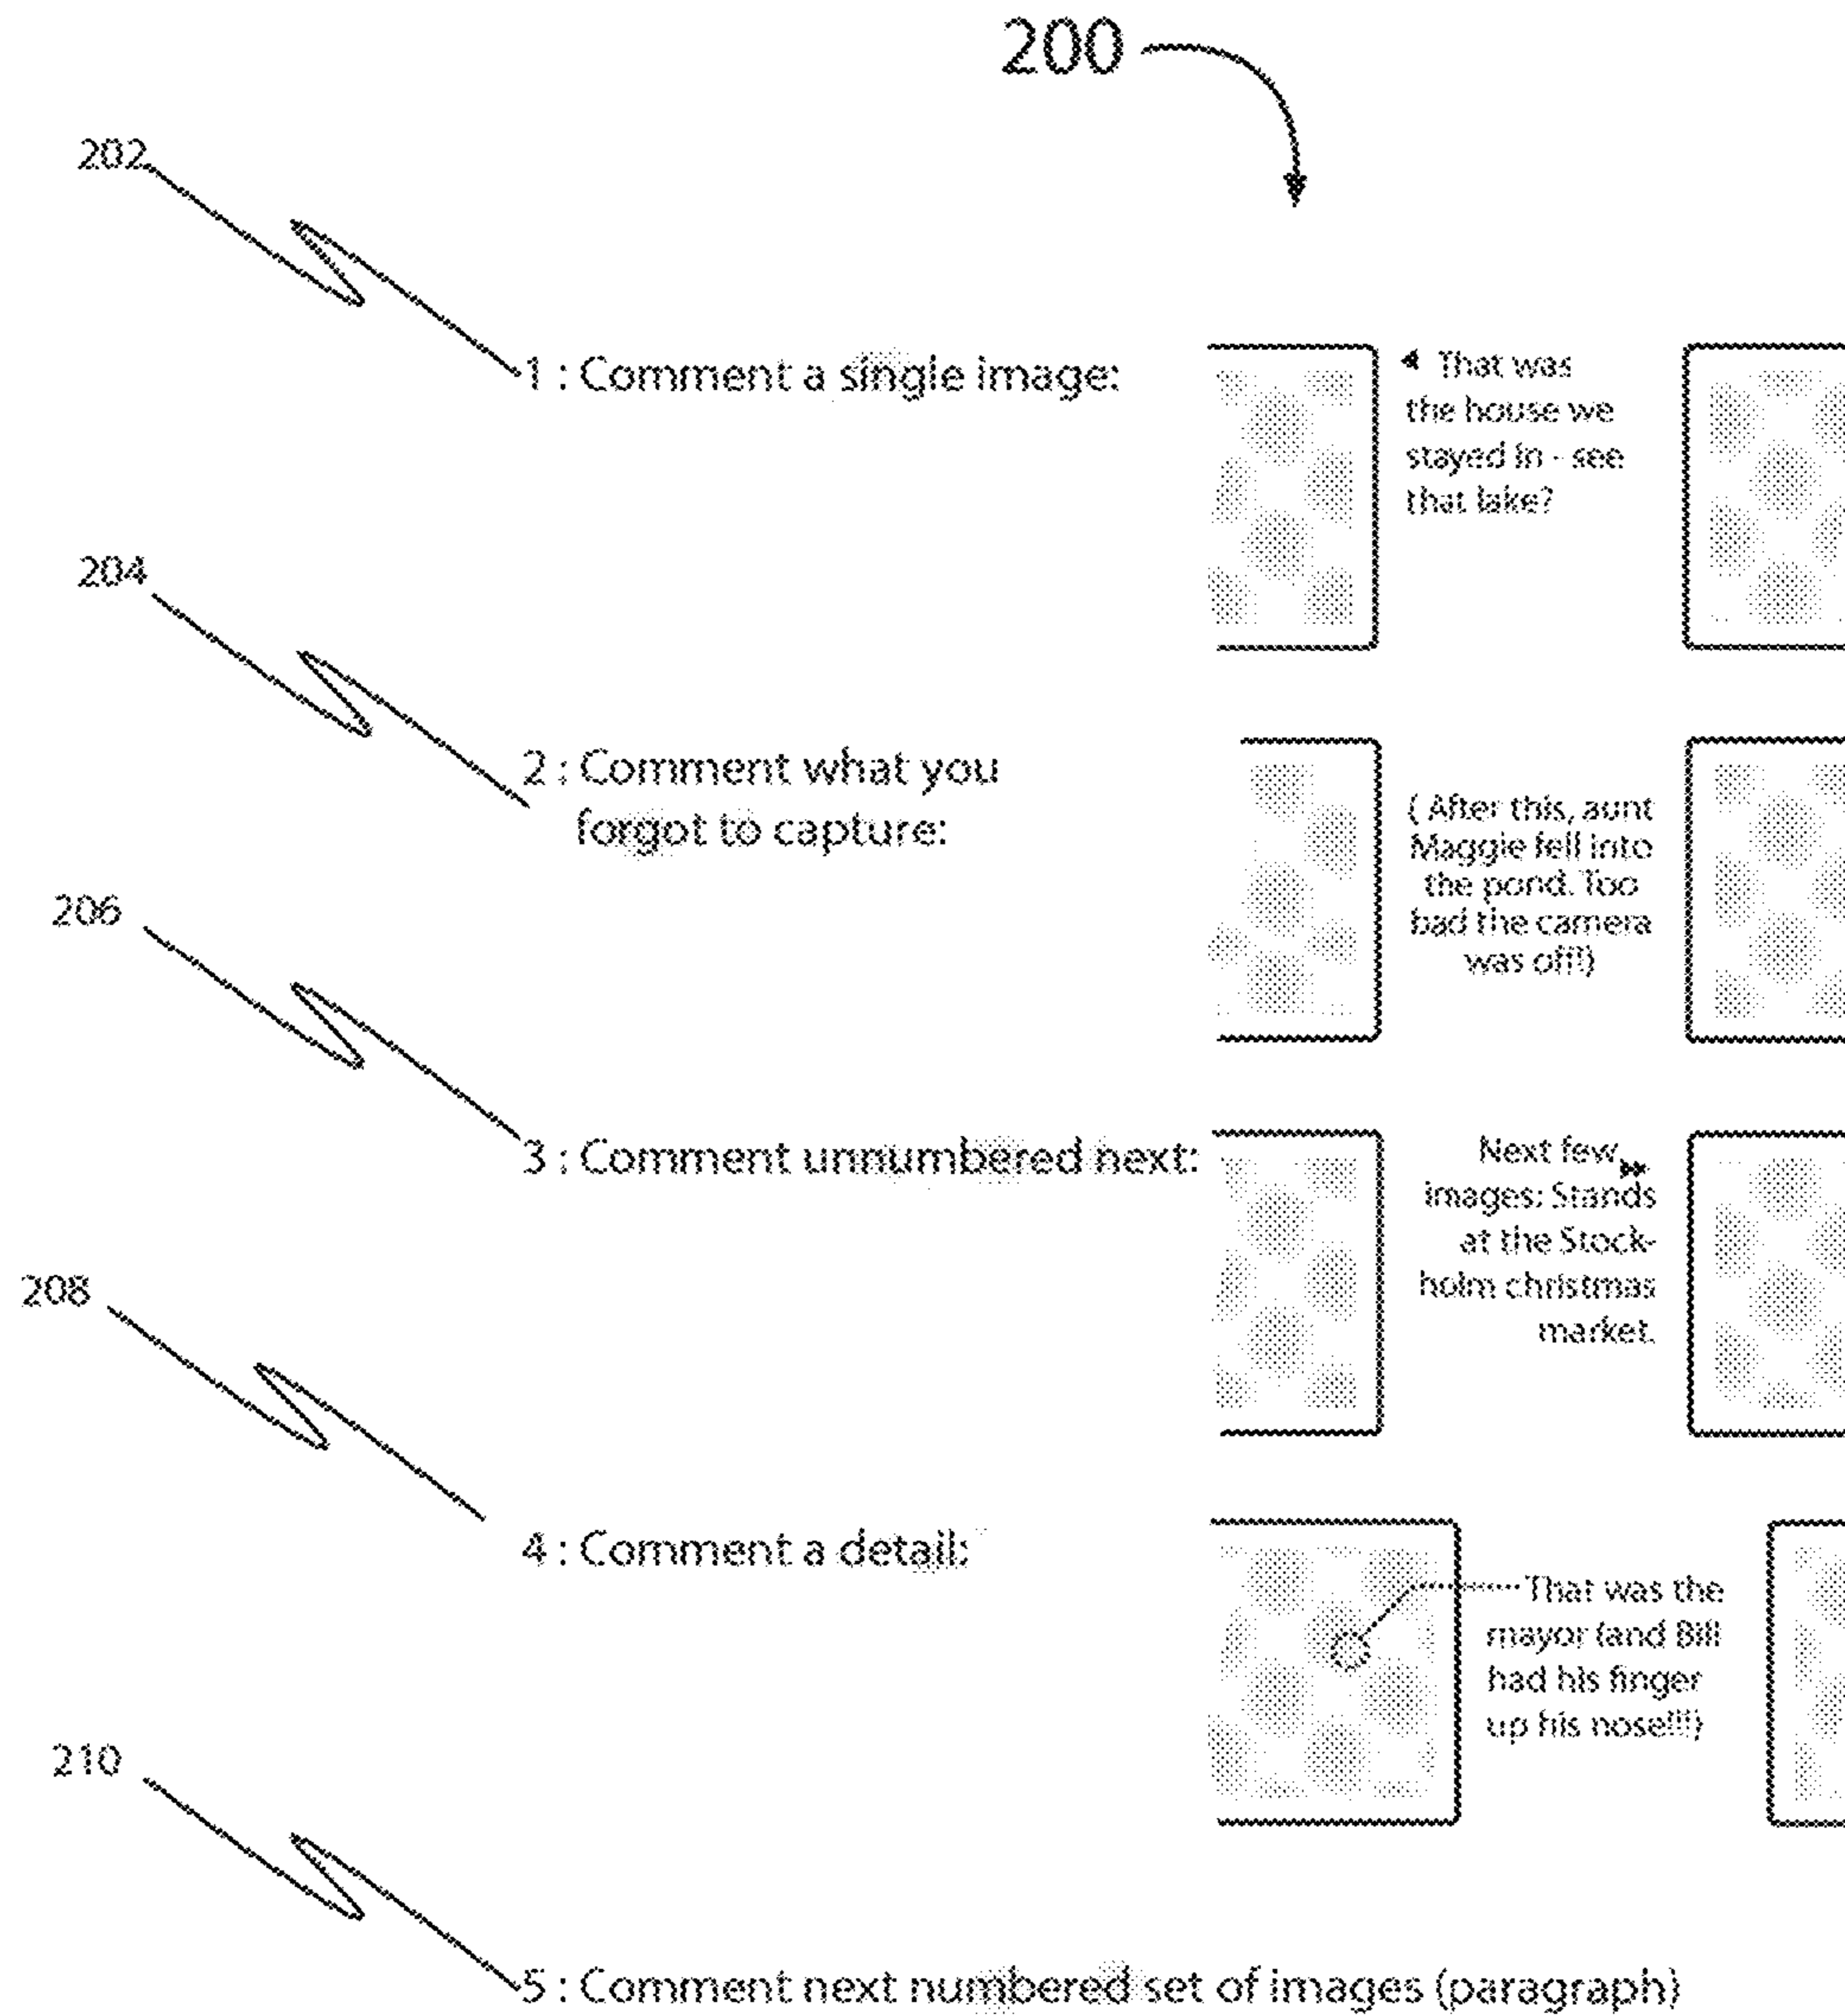 200
202
1 : Comment a single image:
That was
the house we
stayed in - see
that lake?
204
2 : Comment what you
forgot to capture:
( After this, aunt
Maggie fell into
the pond. Too
bad the camera
was off!)
206
3 : Comment unnumbered next:
Next few
images: Stands
at the Stock-
holm christmas
market.
208
4 : Comment a detail:
That was the
mayor (and Bill
had his finger
up his nose!!!)
210
5 : Comment next numbered set of images (paragraph)